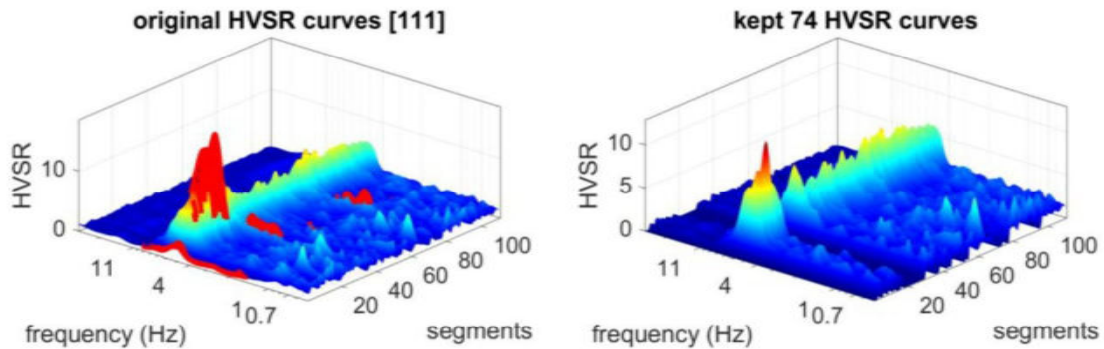 original HVSR curves [111]
HVSR
10
0
11
4
1
0.7
frequency (Hz)
20
40
60
80
100
segments
kept 74 HVSR curves
HVSR
10
5
0
11
4
1
0.7
frequency (Hz)
20
40
60
80
100
segments